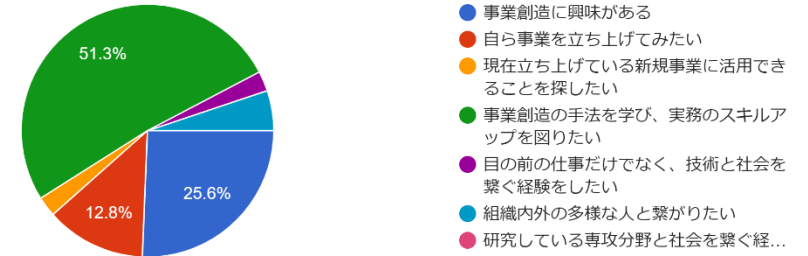 51.3%
12.8%
25.6%
事業創造に興味がある
自ら事業を立ち上げてみたい
現在立ち上げている新規事業に活用でき
ることを探したい
事業創造の手法を学び、実務のスキルア
ップを図りたい
目の前の仕事だけでなく、技術と社会を
繋ぐ経験をしたい
組織内外の多様な人と繋がりたい
研究している専攻分野と社会を繋ぐ経...